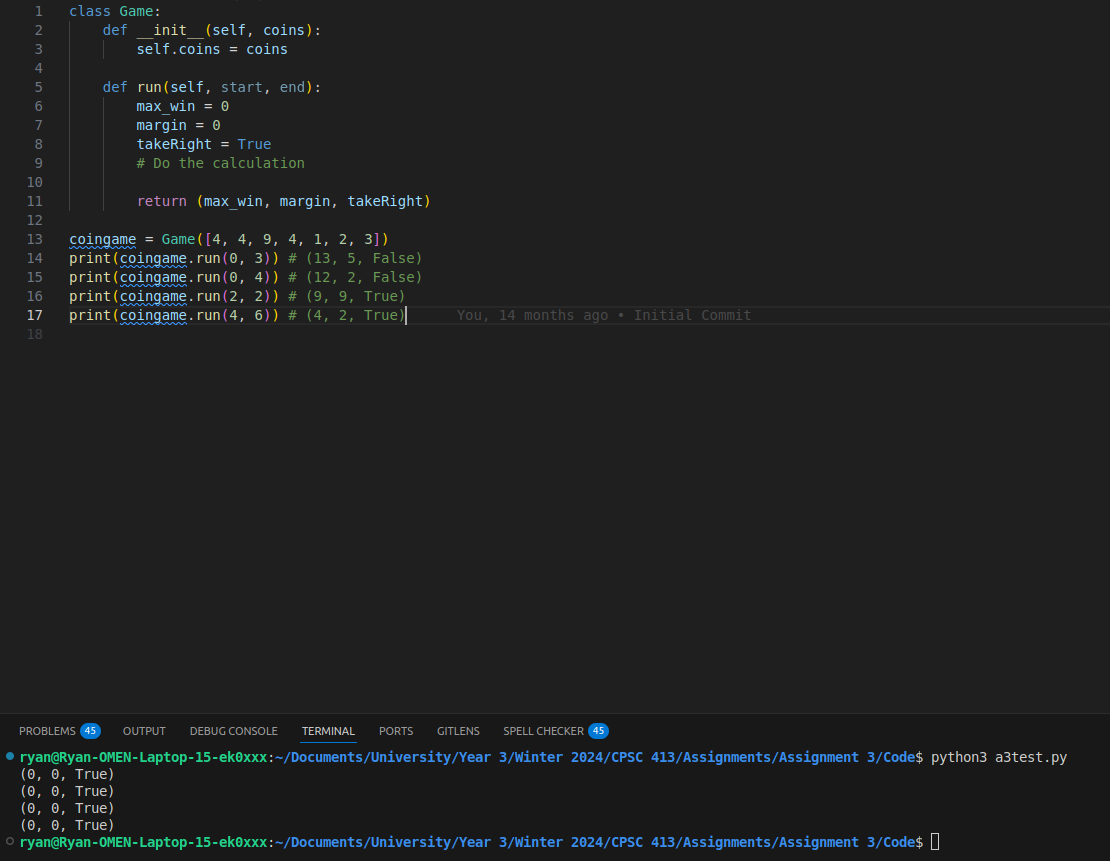 1 class Game:
2     def __init__(self, coins):
3         self.coins = coins
4
5     def run(self, start, end):
6         max_win = 0
7         margin = 0
8         takeRight = True
9         # Do the calculation
10
11         return (max_win, margin, takeRight)
12
13 coingame = Game([4, 4, 9, 4, 1, 2, 3])
14 print(coingame.run(0, 3)) # (13, 5, False)
15 print(coingame.run(0, 4)) # (12, 2, False)
16 print(coingame.run(2, 2)) # (9, 9, True)
17 print(coingame.run(4, 6)) # (4, 2, True)      You, 14 months ago • Initial Commit
18
PROBLEMS 45 OUTPUT DEBUG CONSOLE TERMINAL PORTS GITLENS SPELL CHECKER 45
ryan@Ryan-OMEN-Laptop-15-ek0xxx:~/Documents/University/Year 3/Winter 2024/CPSC 413/Assignments/Assignment 3/Code$ python3 a3test.py
(0, 0, True)
(0, 0, True)
(0, 0, True)
(0, 0, True)
ryan@Ryan-OMEN-Laptop-15-ek0xxx:~/Documents/University/Year 3/Winter 2024/CPSC 413/Assignments/Assignment 3/Code$